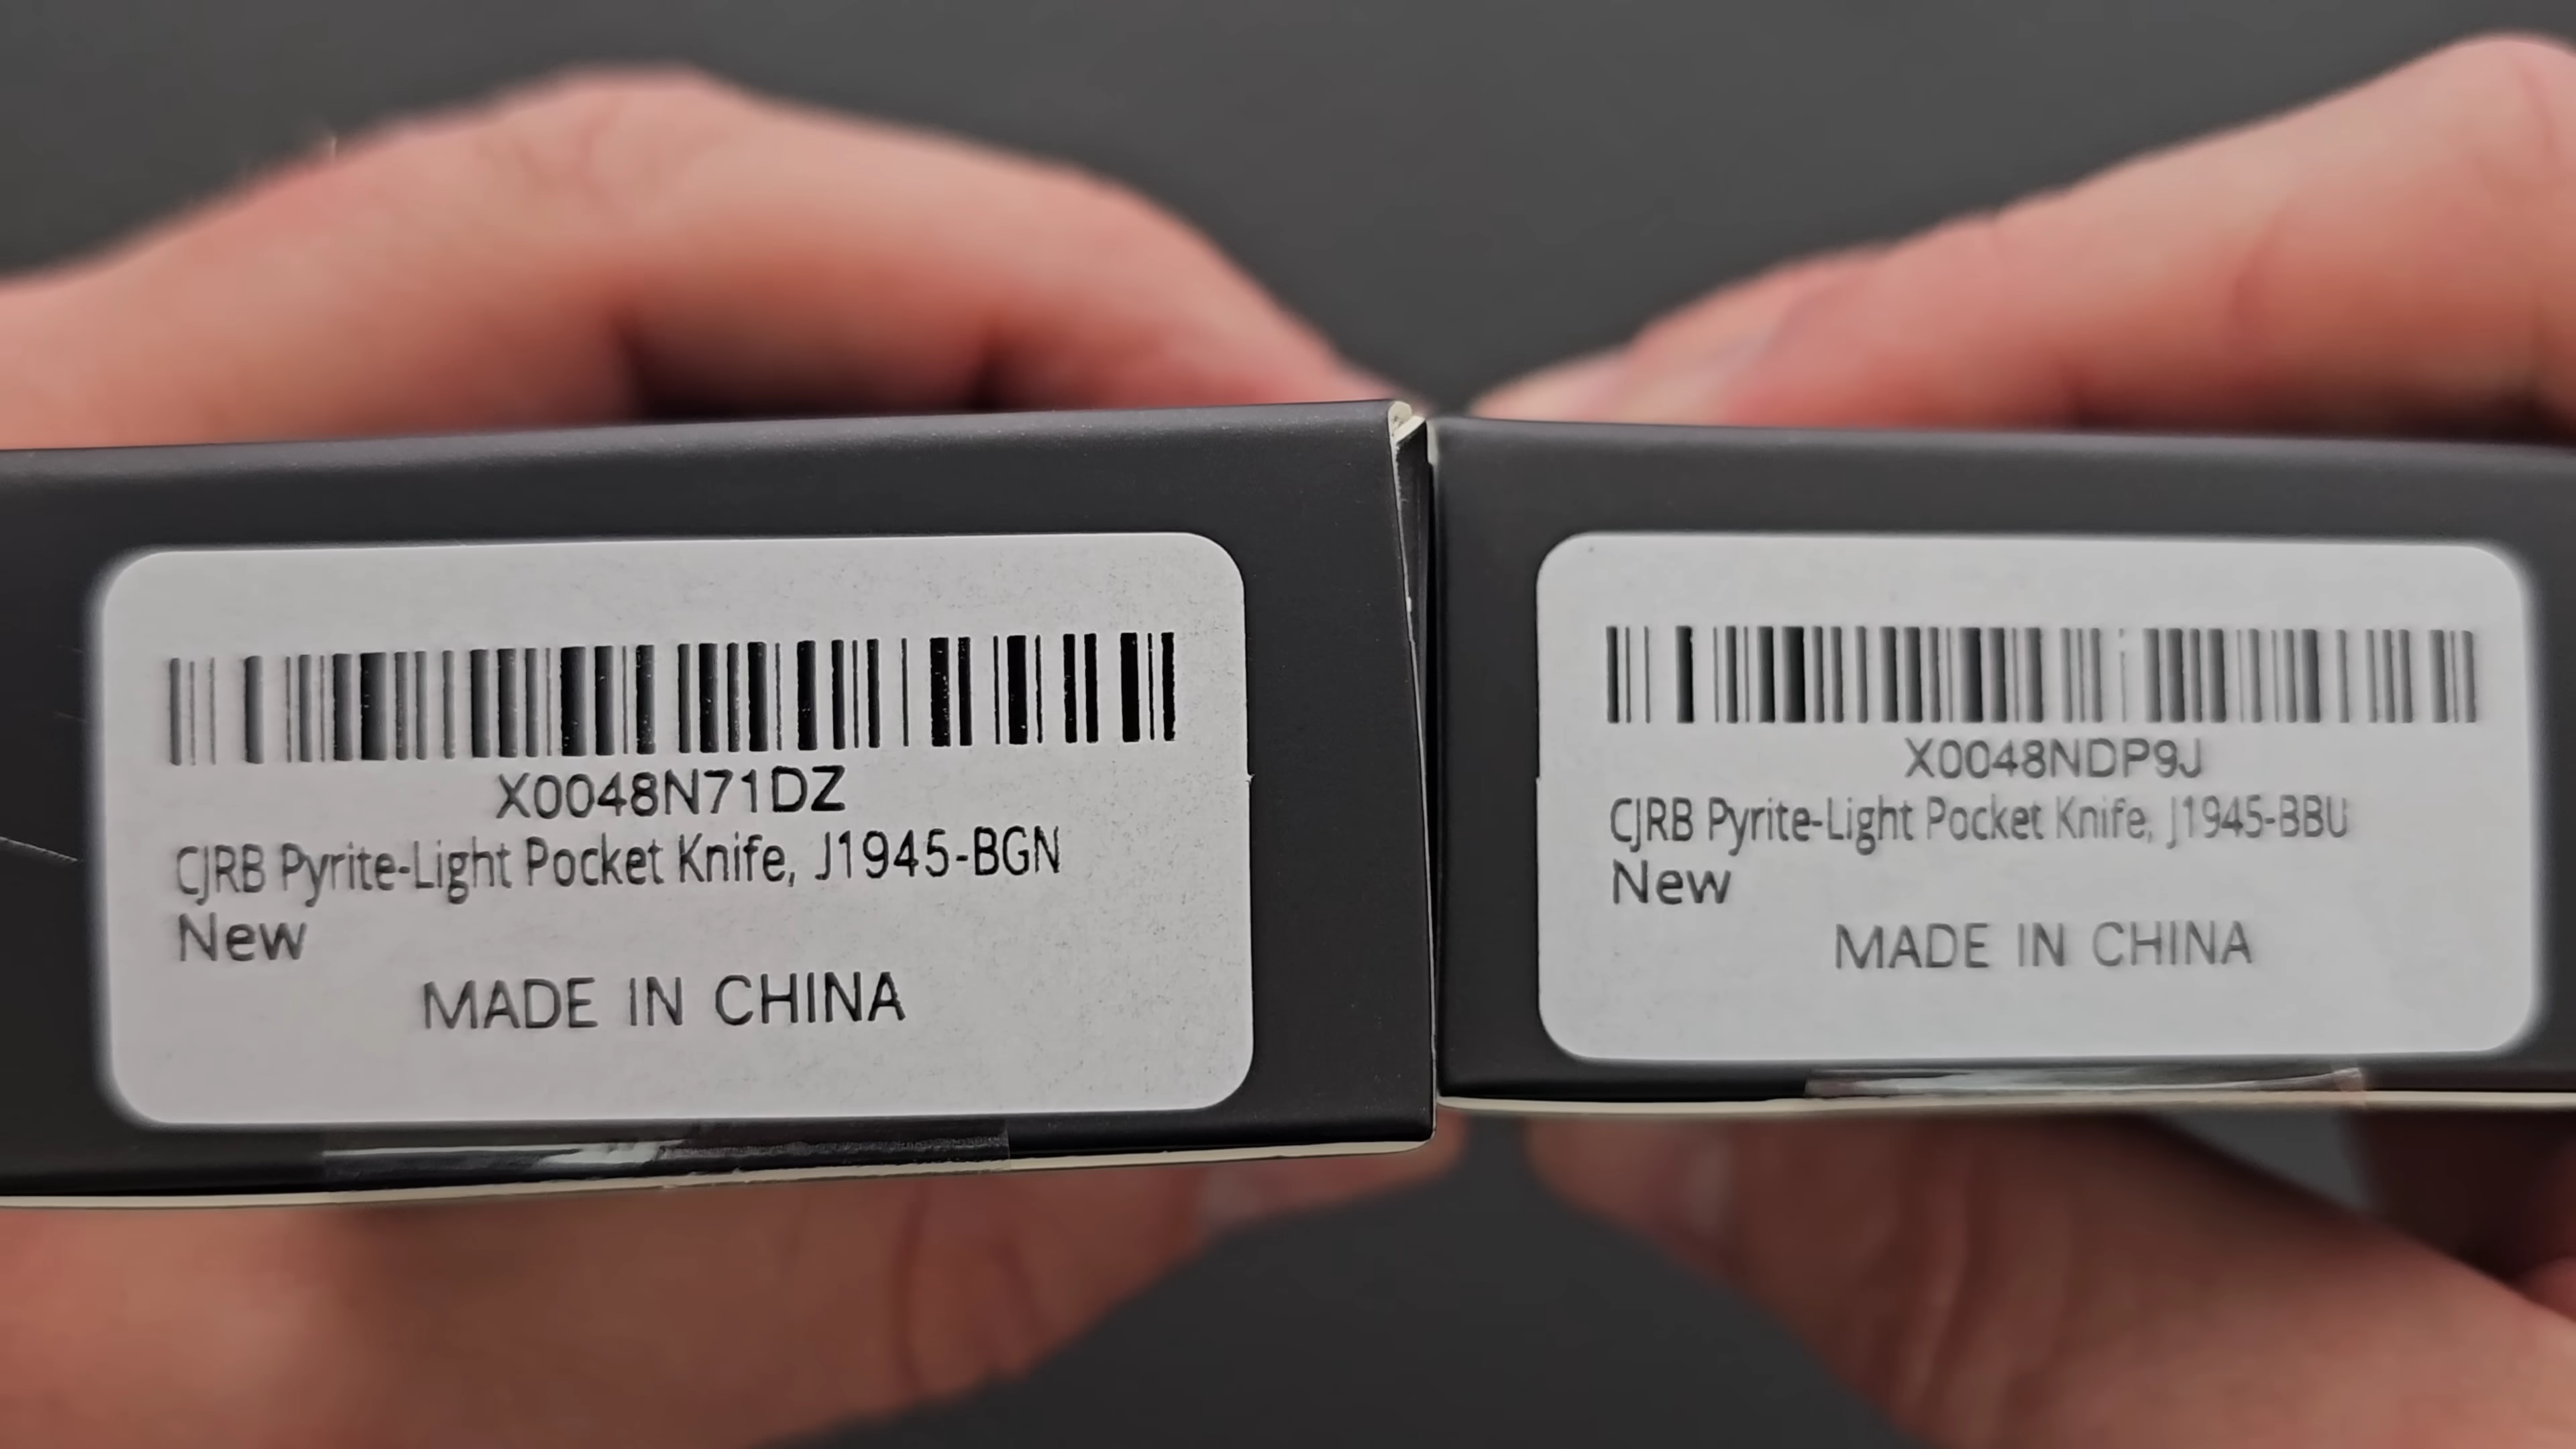 X0048N71DZ
CJRB Pyrite-Light Pocket Knife, J1945-BGN
New
MADE IN CHINA
X0048NDP9J
CJRB Pyrite-Light Pocket Knife, J1945-BBU
New
MADE IN CHINA